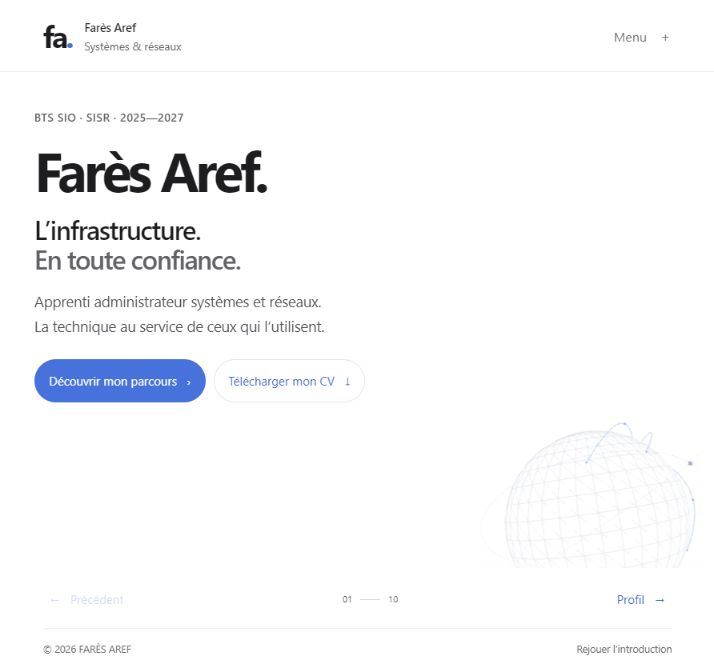 fa.
Farès Aref
Systèmes & réseaux
Menu +
BTS SIO · SISR · 2025—2027
Farès Aref.
L’infrastructure.
En toute confiance.
Apprenti administrateur systèmes et réseaux.
La technique au service de ceux qui l’utilisent.
Découvrir mon parcours ›
Télécharger mon CV ↓
← Précédent
01 — 10
Profil →
© 2026 FARÈS AREF
Rejouer l’introduction